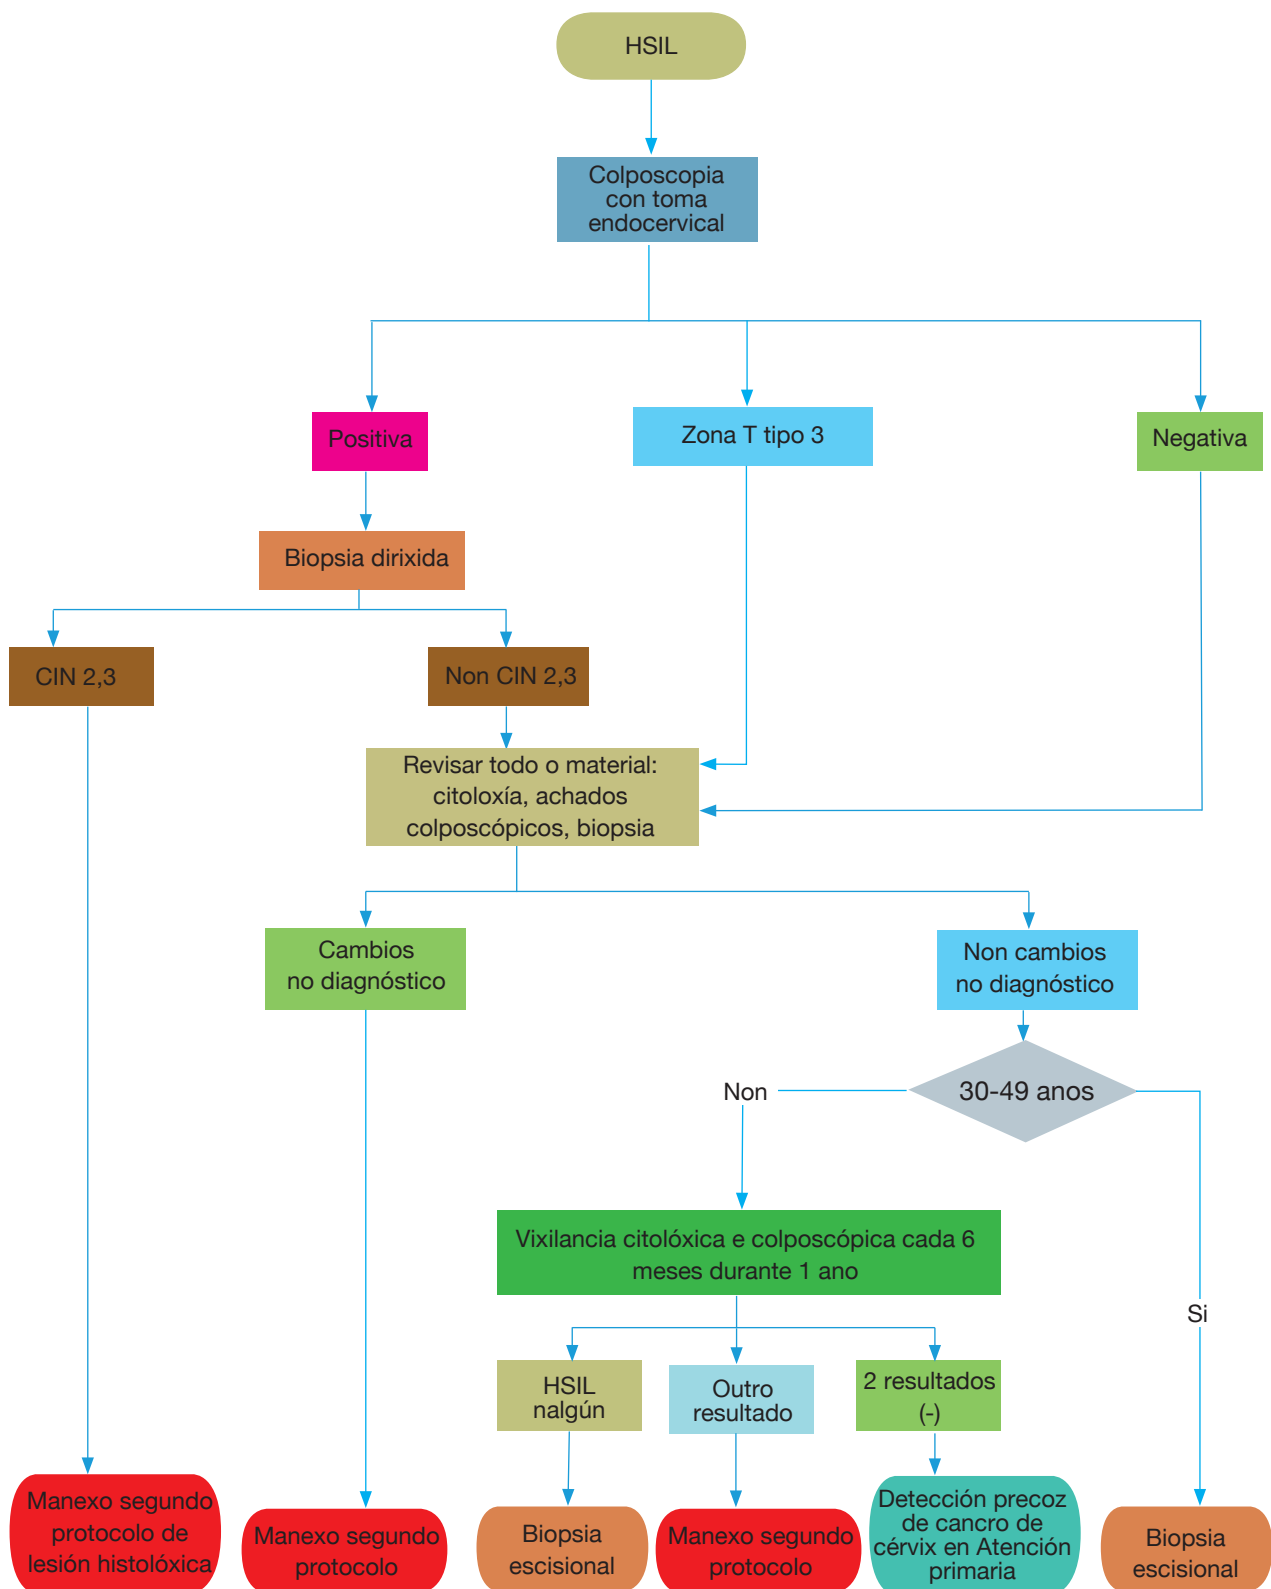 HSIL
Colposcopia
con toma
endocervical
Positiva
Zona T tipo 3
Negativa
Biopsia dirixida
CIN 2,3
Non CIN 2,3
Revisar todo o material:
citoloxía, achados
colposcópicos, biopsia
Cambios
no diagnóstico
Non cambios
no diagnóstico
30-49 anos
Non
Vixilancia citolóxica e colposcópica cada 6
meses durante 1 ano
Si
HSIL
nalgún
Outro
resultado
2 resultados
(-)
Manexo segundo
protocolo de
lesión histolóxica
Manexo segundo
protocolo
Biopsia
escisional
Manexo segundo
protocolo
Detección precoz
de cancro de
cérvix en Atención
primaria
Biopsia
escisional